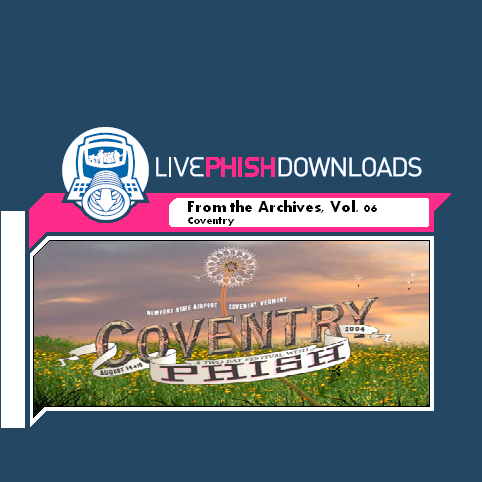 LIVEPHISHDOWNLOADS
From the Archives, Vol. 06
Coventry
NEWPORT STATE AIRPORT COVENTRY, VERMONT
COVENTRY
2004
AUGUST 14+15
A TWO DAY FESTIVAL WITH
PHISH